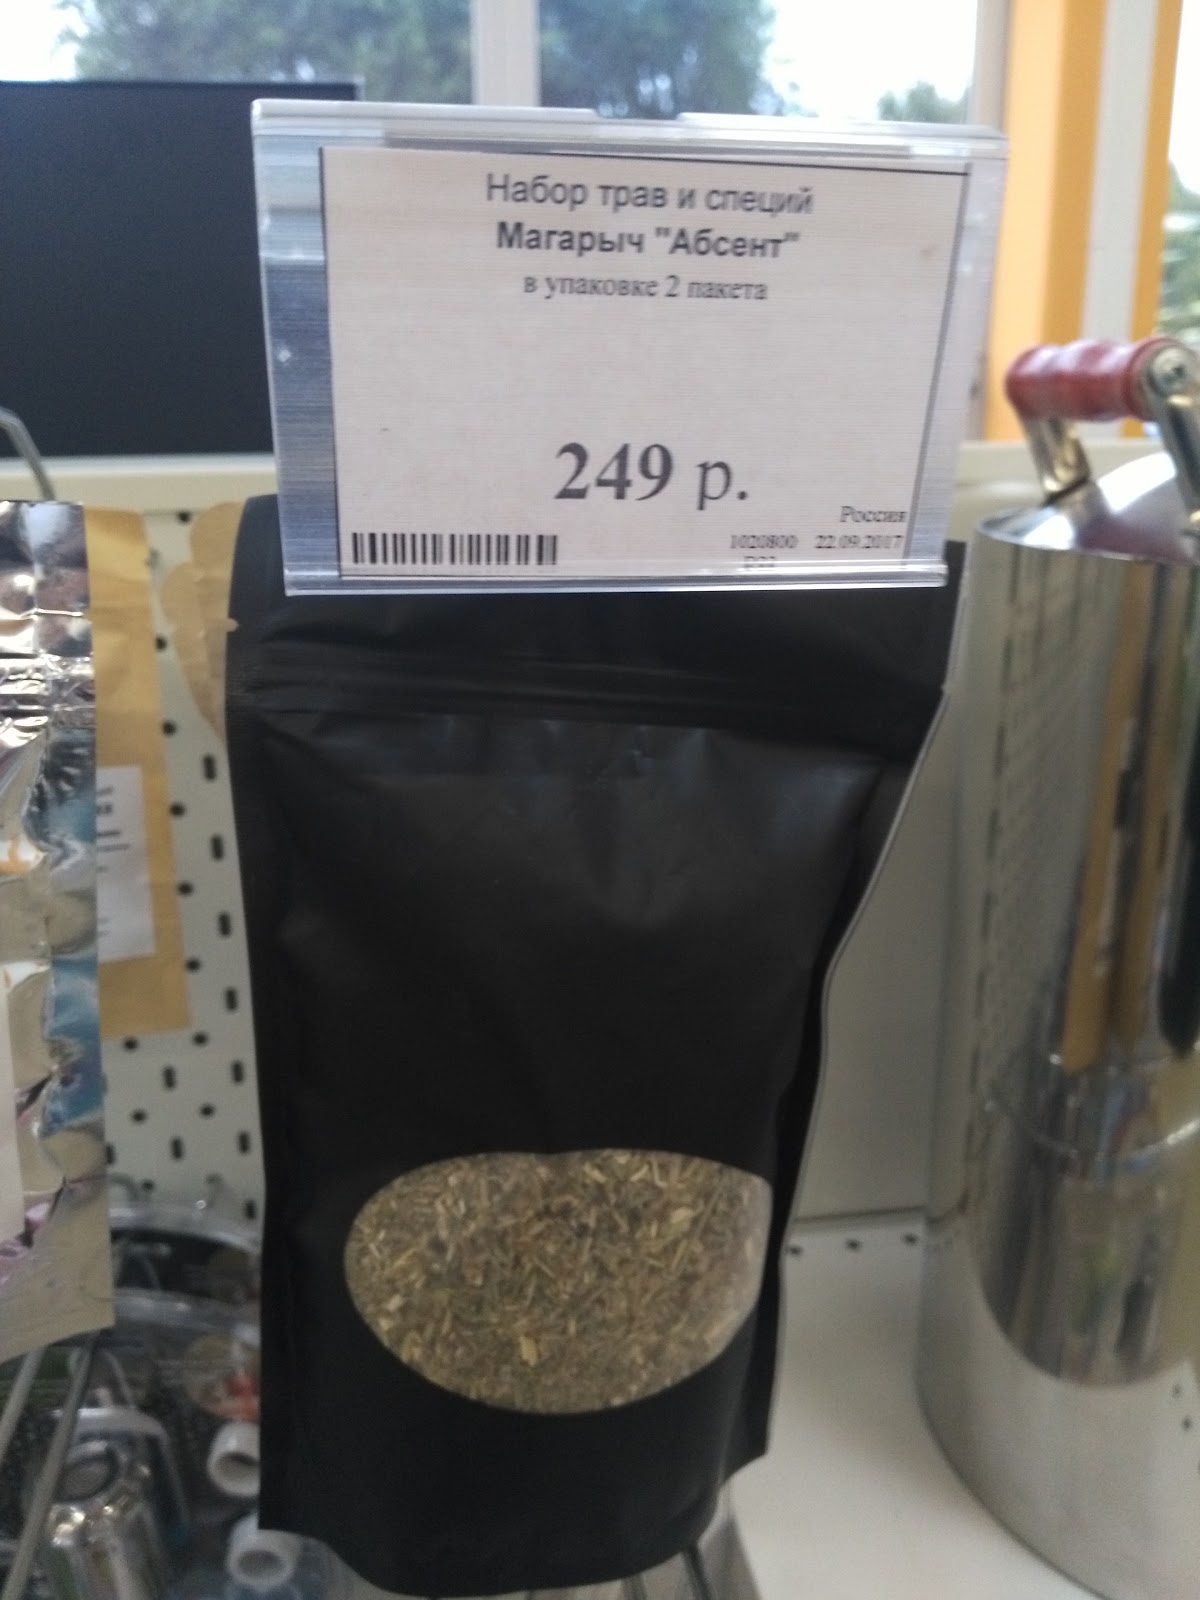 Набор трав и специй
Магарыч "Абсент"
в упаковке 2 пакета
249 р.
Россия
1020800 22.09.2017